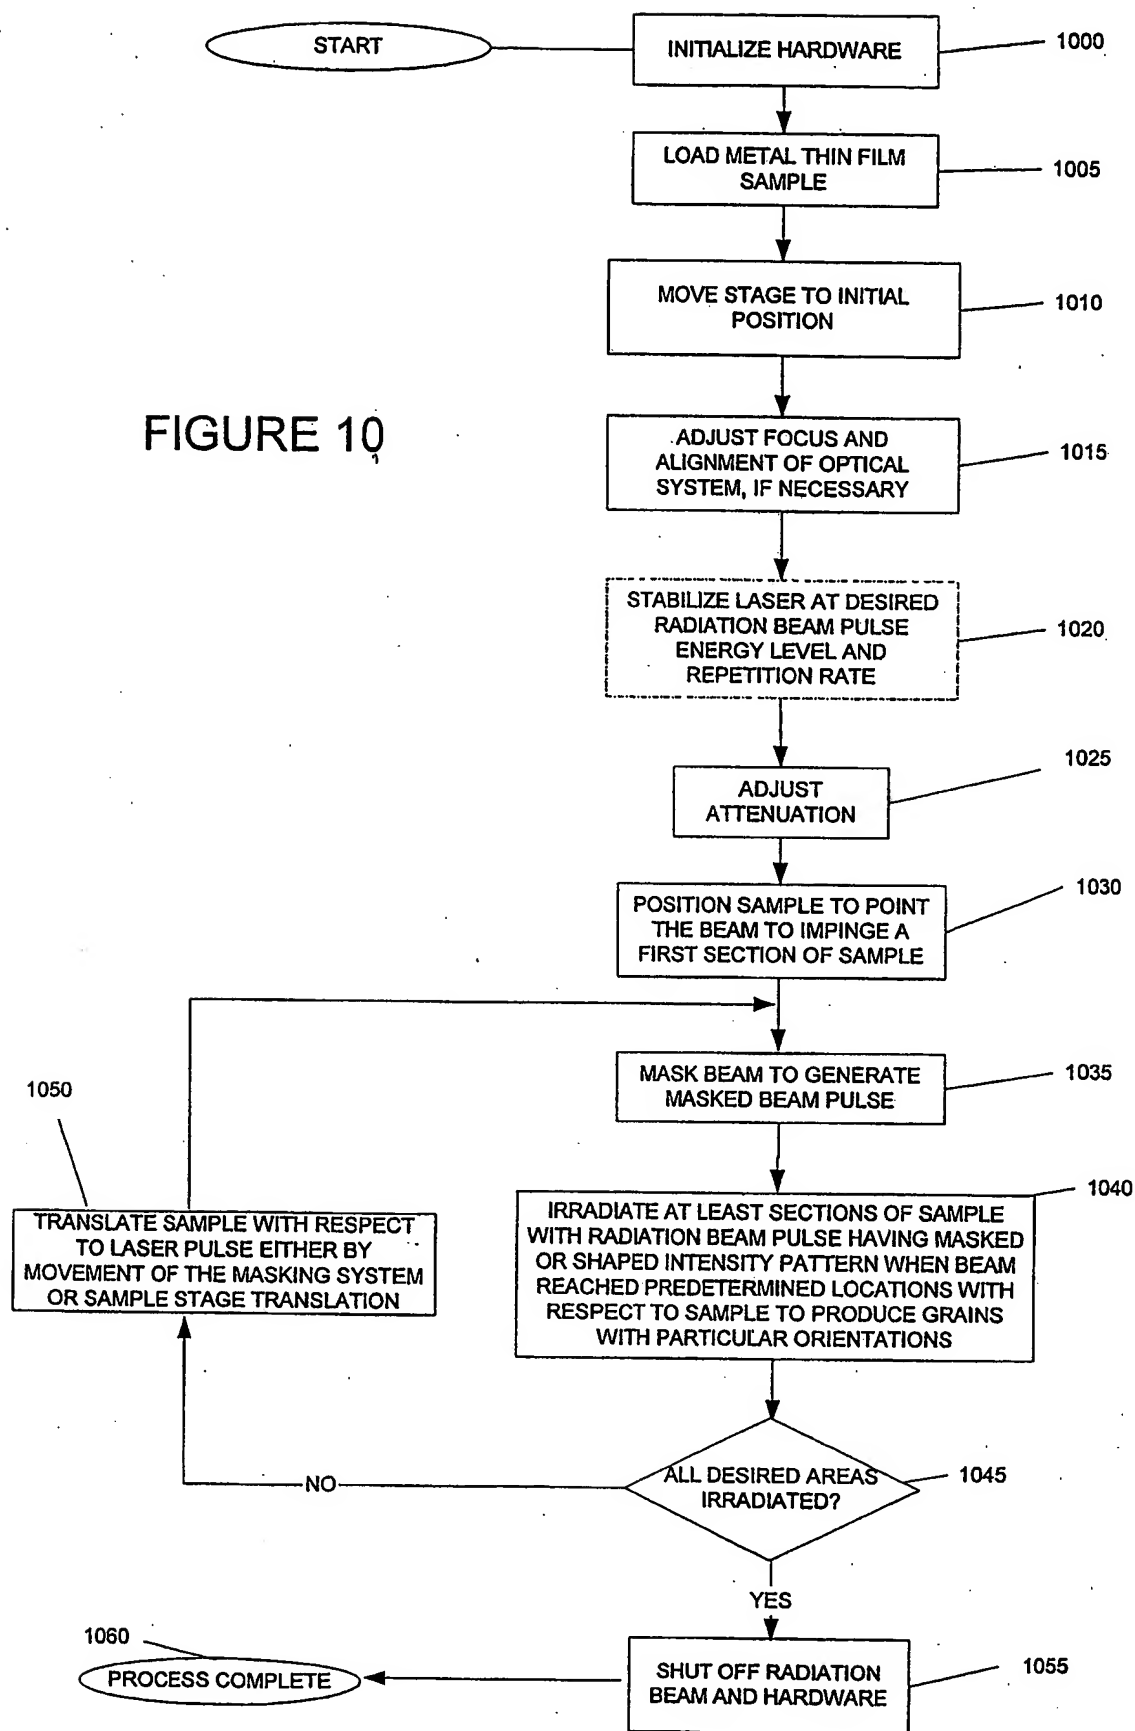 START
INITIALIZE HARDWARE
1000
LOAD METAL THIN FILM
SAMPLE
1005
MOVE STAGE TO INITIAL
POSITION
1010
FIGURE 10
ADJUST FOCUS AND
ALIGNMENT OF OPTICAL
SYSTEM, IF NECESSARY
1015
STABILIZE LASER AT DESIRED
RADIATION BEAM PULSE
ENERGY LEVEL AND
REPETITION RATE
1020
ADJUST
ATTENUATION
1025
POSITION SAMPLE TO POINT
THE BEAM TO IMPINGE A
FIRST SECTION OF SAMPLE
1030
MASK BEAM TO GENERATE
MASKED BEAM PULSE
1035
1050
TRANSLATE SAMPLE WITH RESPECT
TO LASER PULSE EITHER BY
MOVEMENT OF THE MASKING SYSTEM
OR SAMPLE STAGE TRANSLATION
IRRADIATE AT LEAST SECTIONS OF SAMPLE
WITH RADIATION BEAM PULSE HAVING MASKED
OR SHAPED INTENSITY PATTERN WHEN BEAM
REACHED PREDETERMINED LOCATIONS WITH
RESPECT TO SAMPLE TO PRODUCE GRAINS
WITH PARTICULAR ORIENTATIONS
1040
ALL DESIRED AREAS
IRRADIATED?
1045
NO
YES
1060
PROCESS COMPLETE
SHUT OFF RADIATION
BEAM AND HARDWARE
1055